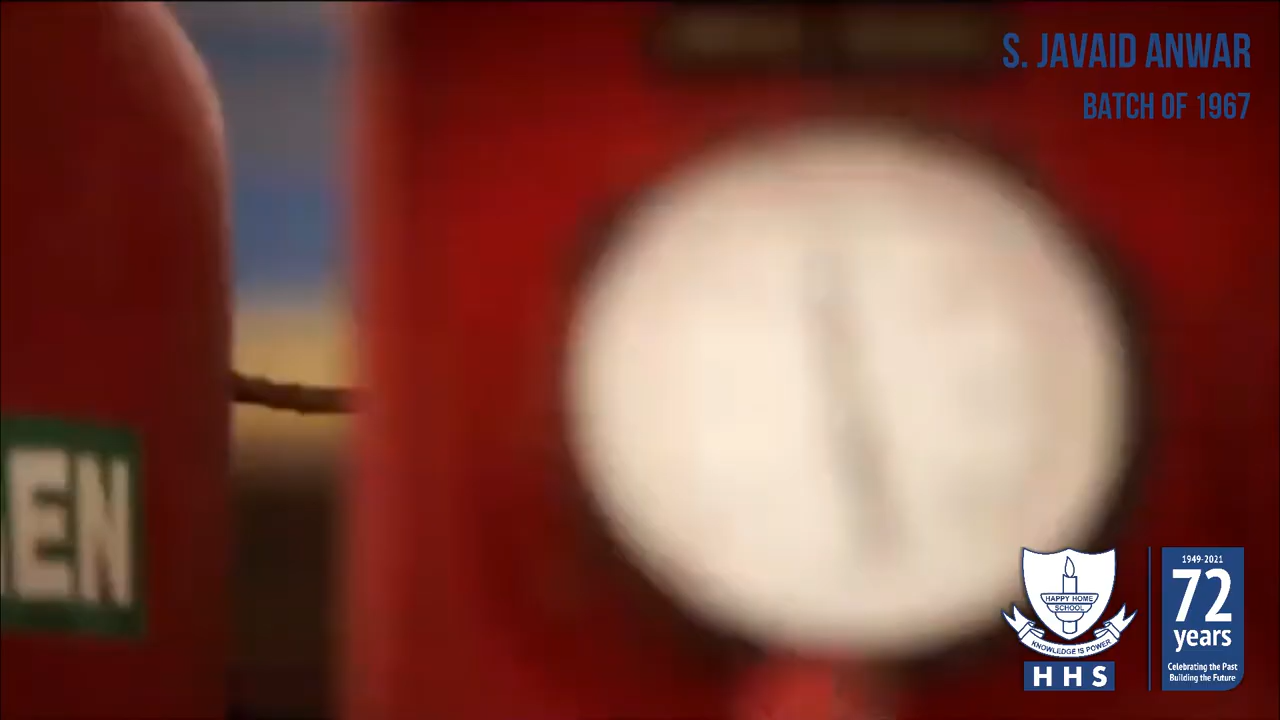 S. JAVAID ANWAR
BATCH OF 1967
EN
HAPPY HOME
SCHOOL
KNOWLEDGE IS POWER
HHS
1949-2021
72
years
Celebrating the Past
Building the Future